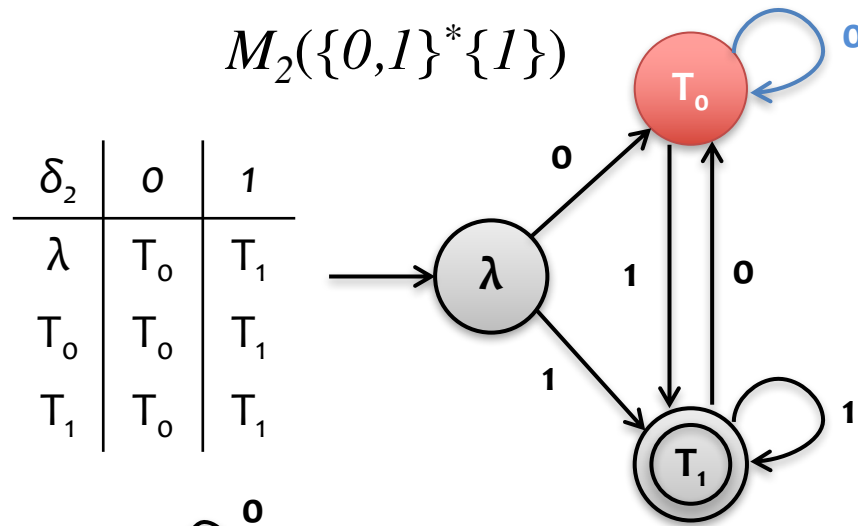 M₂({0,1}*{1})
δ₂ 0 1
λ T₀ T₁
T₀ T₀ T₁
T₁ T₀ T₁
T₀
0
0
λ
1
0
1
T₁
1
0